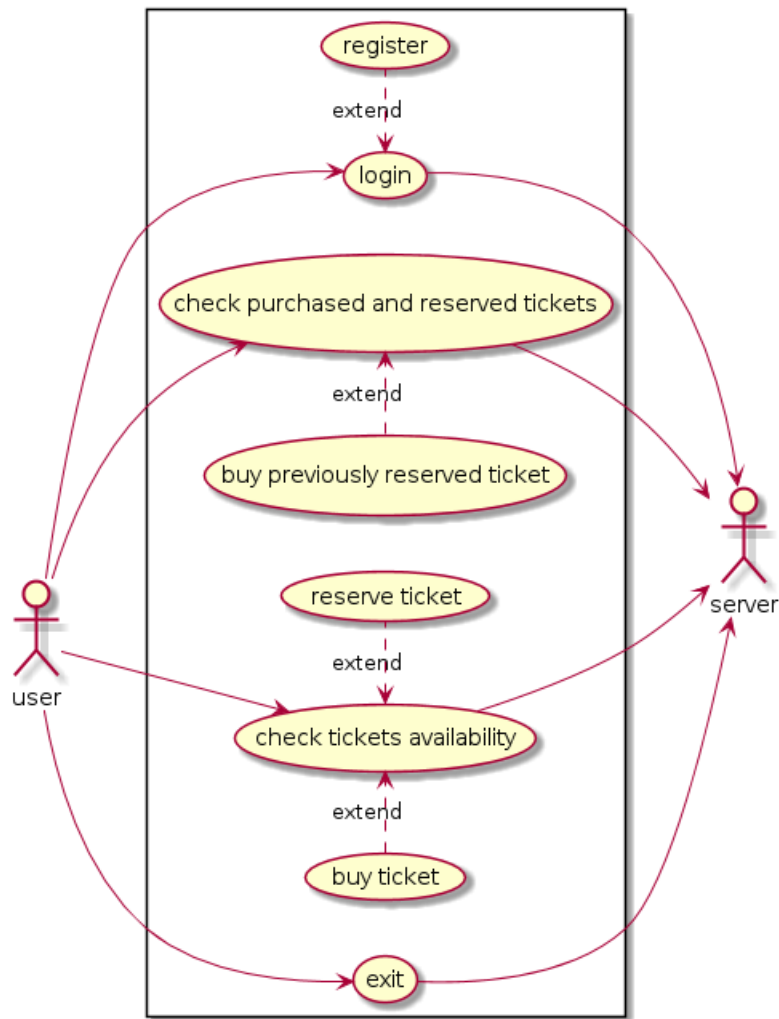 register
extend
login
check purchased and reserved tickets
extend
buy previously reserved ticket
reserve ticket
server
extend
user
check tickets availability
extend
buy ticket
exit